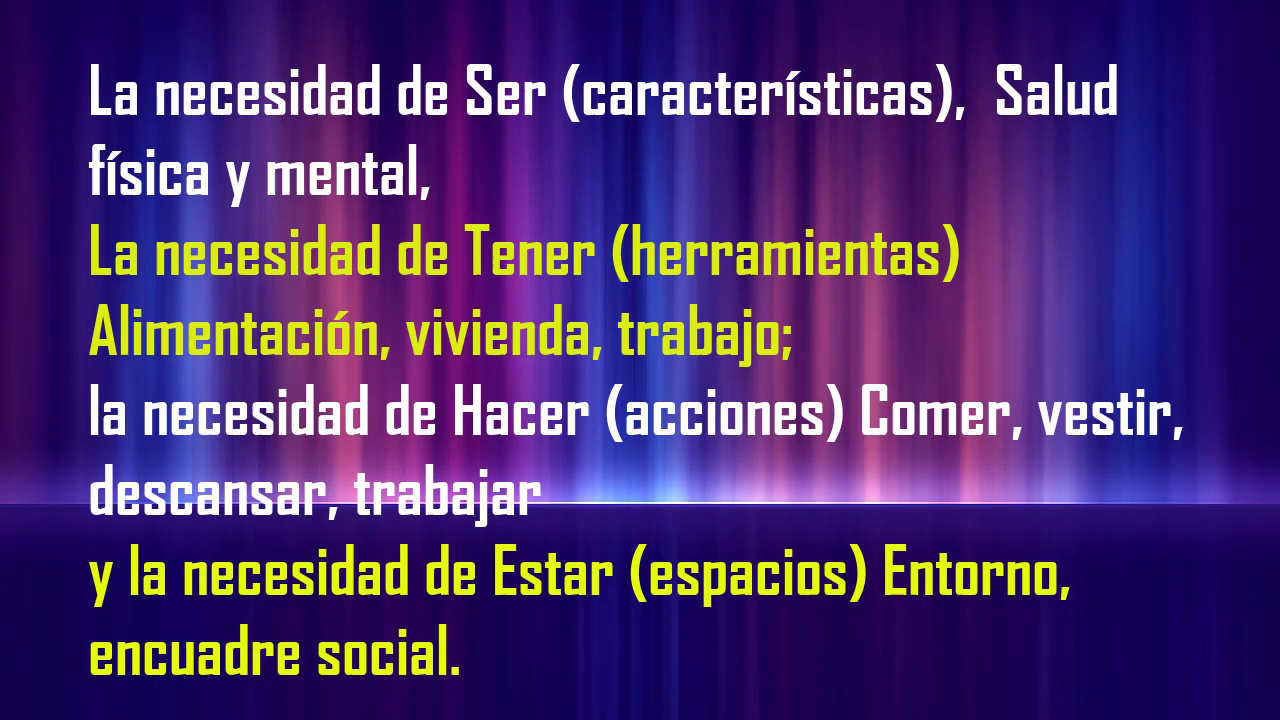 La necesidad de Ser (características),  Salud
física y mental,
La necesidad de Tener (herramientas)
Alimentación, vivienda, trabajo;
la necesidad de Hacer (acciones) Comer, vestir,
descansar, trabajar
y la necesidad de Estar (espacios) Entorno,
encuadre social.